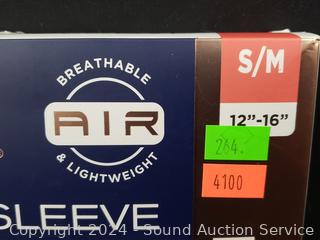 BREATHABLE
AIR
& LIGHTWEIGHT
S/M
12"-16"
264.
4100
SLEEVE
Copyright 2024 - Sound Auction Service